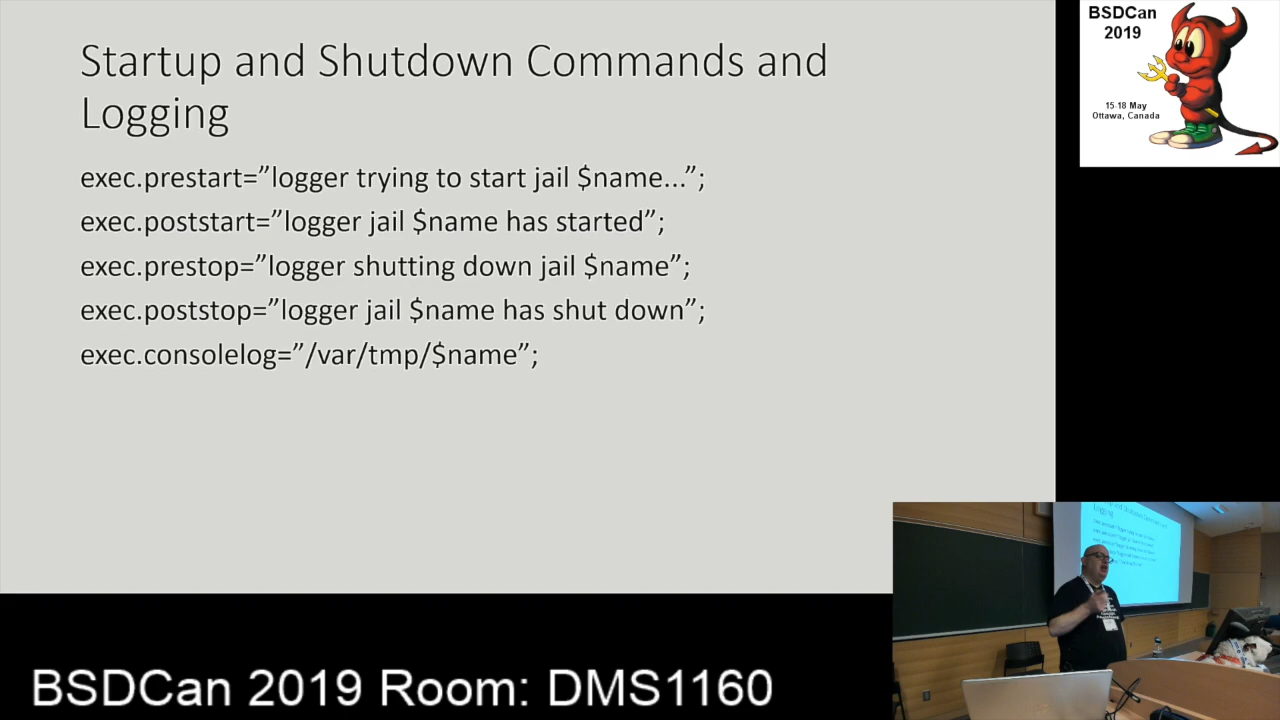 Startup and Shutdown Commands and
Logging
exec.prestart=”logger trying to start jail $name...”;
exec.poststart=”logger jail $name has started”;
exec.prestop=”logger shutting down jail $name”;
exec.poststop=”logger jail $name has shut down”;
exec.consolelog=”/var/tmp/$name”;
BSDCan
2019
15-18 May
Ottawa, Canada
BSDCan 2019 Room: DMS1160